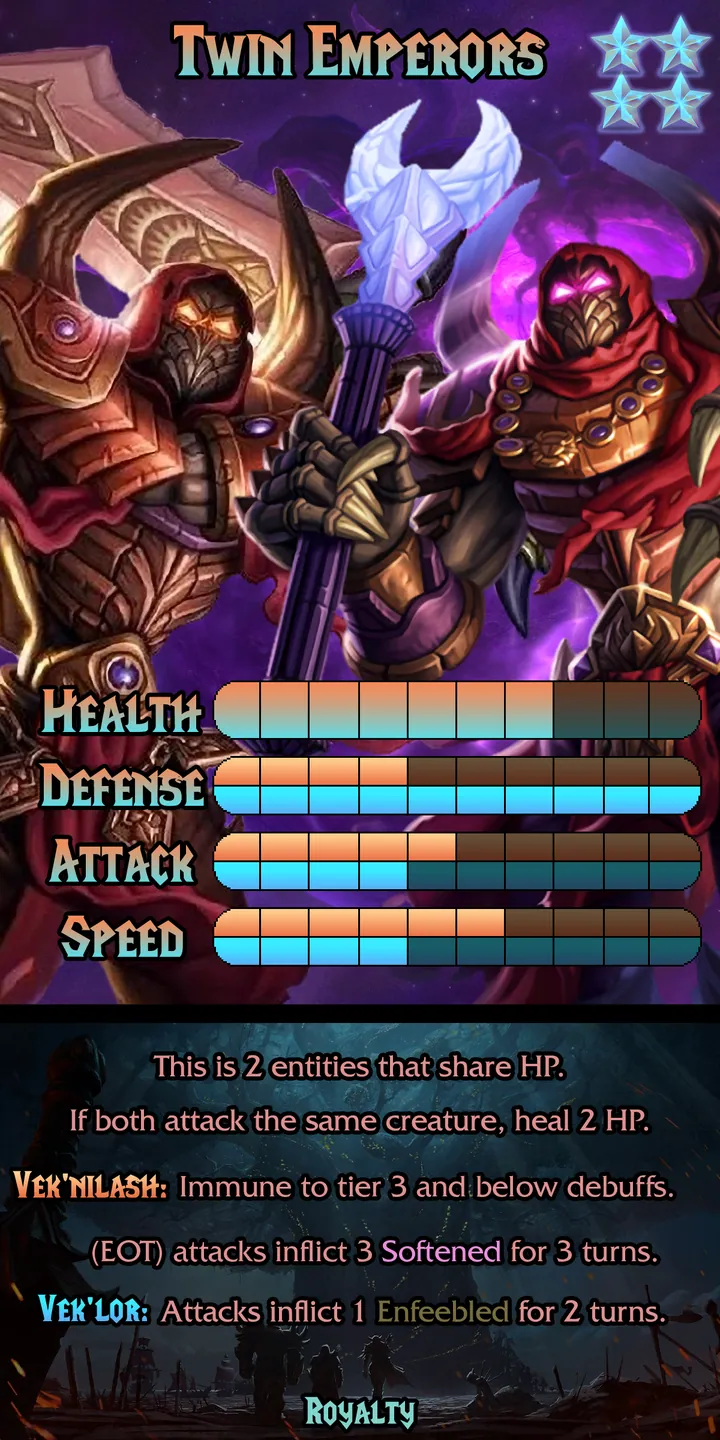 Twin Emperors
Health
Defense
Attack
Speed
This is 2 entities that share HP.
If both attack the same creature, heal 2 HP.
Vek'nilash: Immune to tier 3 and below debuffs.
(EOT) attacks inflict 3 Softened for 3 turns.
Vek'lor: Attacks inflict 1 Enfeebled for 2 turns.
Royalty